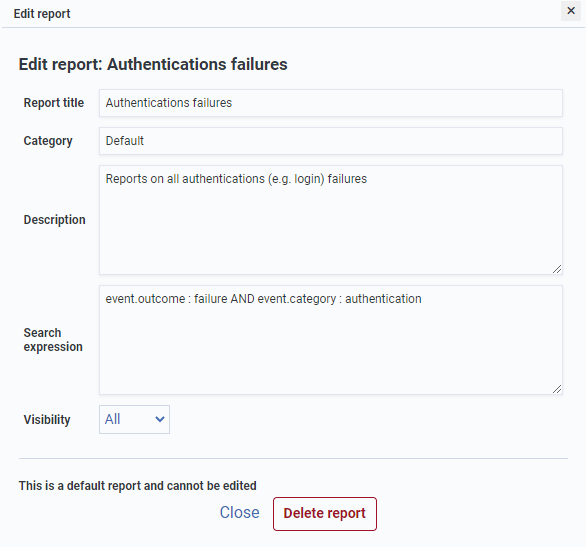 Edit report
×
Edit report: Authentications failures
Report title
Authentications failures
Category
Default
Description
Reports on all authentications (e.g. login) failures
Search
expression
event.outcome : failure AND event.category : authentication
Visibility
All
This is a default report and cannot be edited
Close
Delete report